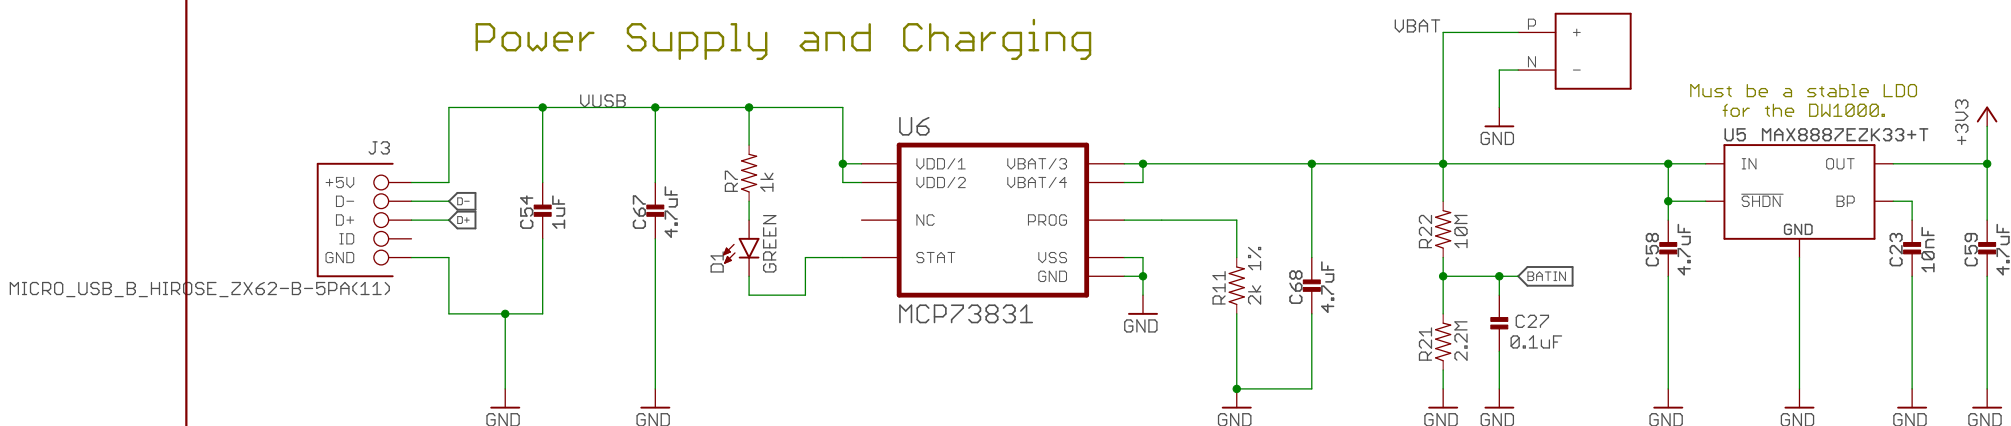 Power Supply and Charging
VBAT
P
+
N
-
GND
Must be a stable LDO
for the DW1000.
+3V3
U5 MAX8887EZK33+T
IN
OUT
SHDN
BP
GND
VUSB
J3
+5V
D-
D+
ID
GND
D-
D+
MICRO_USB_B_HIROSE_ZX62-B-5PA(11)
C54
1uF
C67
4.7uF
R7
1k
D1
GREEN
U6
VDD/1
VDD/2
NC
STAT
VBAT/3
VBAT/4
PROG
VSS
GND
MCP73831
GND
R11
2k 1%
C68
4.7uF
R22
10M
BATIN
R21
2.2M
C27
0.1uF
C58
4.7uF
C23
10nF
C59
4.7uF
GND
GND
GND
GND
GND
GND
GND
GND
GND